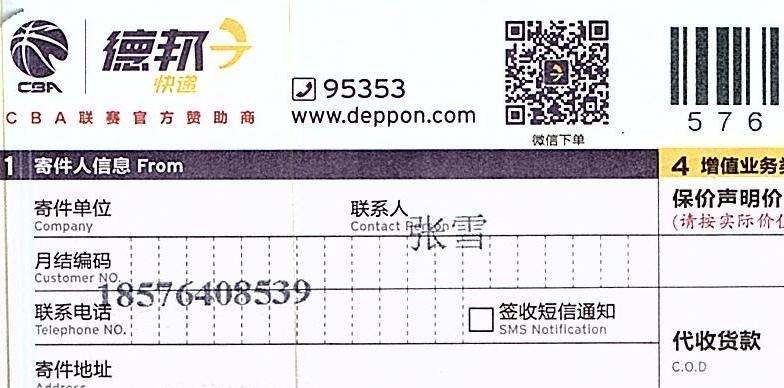 CBA 德邦快递
95353
CBA联赛官方赞助商
www.deppon.com
微信下单
576
1 寄件人信息 From
4 增值业务
寄件单位
Company
联系人
Contact Person
张雪
保价声明价
(请按实际价
月结编码
Customer NO.
18576408539
联系电话
Telephone NO.
签收短信通知
SMS Notification
代收货款
C.O.D
寄件地址
Address